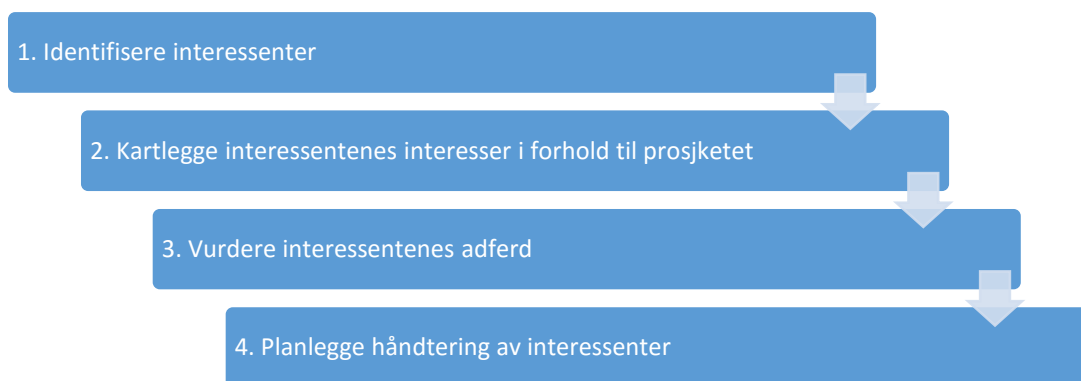 1. Identifisere interessenter
2. Kartlegge interessentenes interesser i forhold til prosjketet
3. Vurdere interessentenes adferd
4. Planlegge håndtering av interessenter